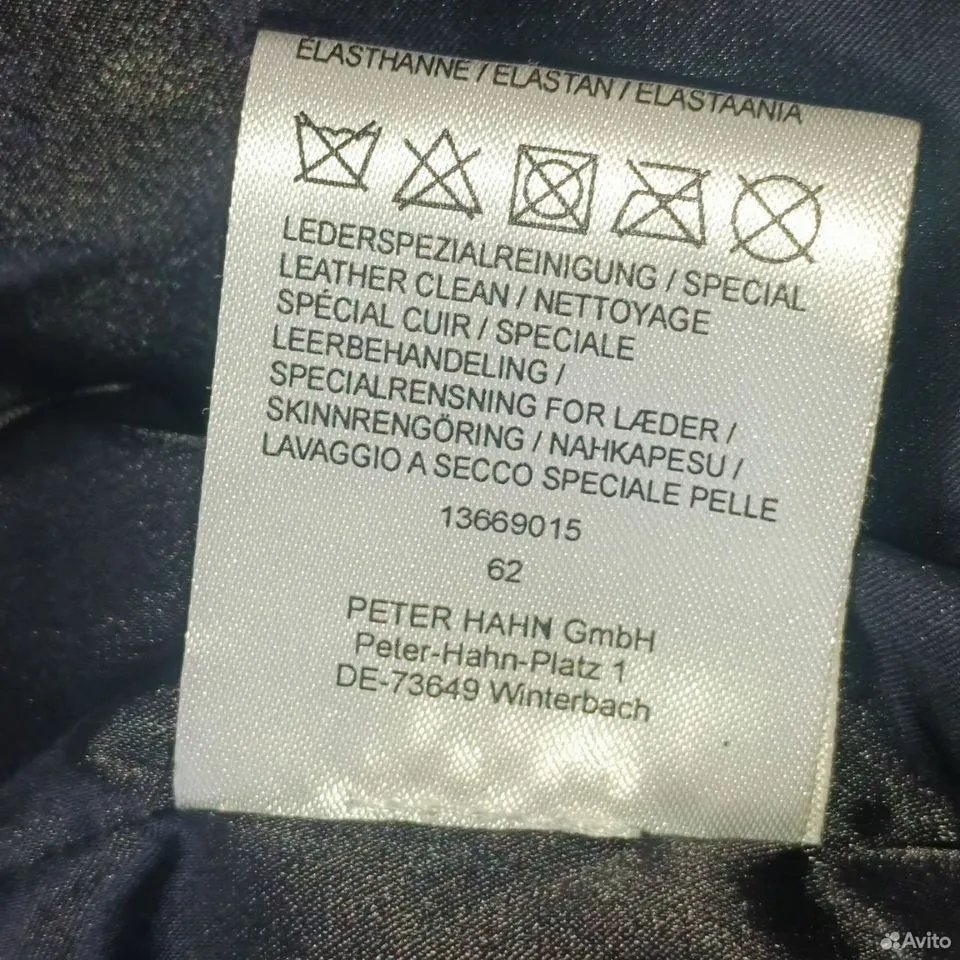 ÉLASTHANNE / ELASTAN / ELASTAANIA
LEDERSPEZIALREINIGUNG / SPECIAL
LEATHER CLEAN / NETTOYAGE
SPÉCIAL CUIR / SPECIALE
LEERBEHANDELING /
SPECIALRENSNING FOR LÆDER /
SKINNRENGÖRING / NAHKAPESU /
LAVAGGIO A SECCO SPECIALE PELLE
13669015
62
PETER HAHN GmbH
Peter-Hahn-Platz 1
DE-73649 Winterbach
Avito